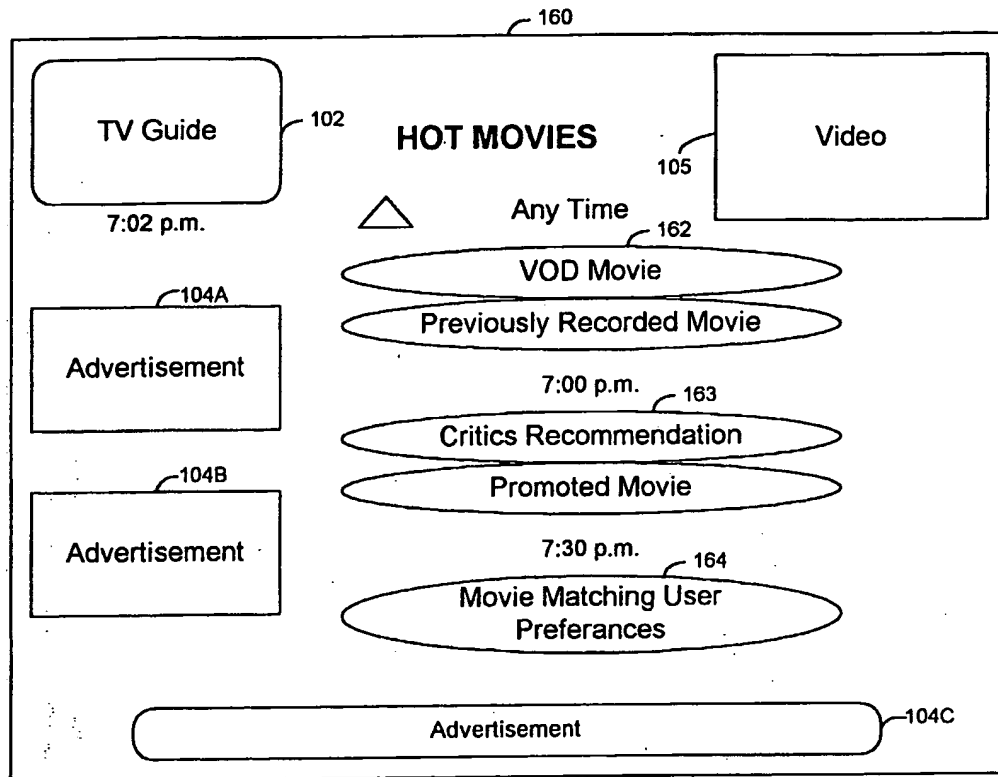 160
TV Guide
102
HOT MOVIES
105
Video
7:02 p.m.
Any Time
162
VOD Movie
Previously Recorded Movie
104A
Advertisement
7:00 p.m.
163
Critics Recommendation
Promoted Movie
104B
Advertisement
7:30 p.m.
164
Movie Matching User
Preferances
Advertisement
104C